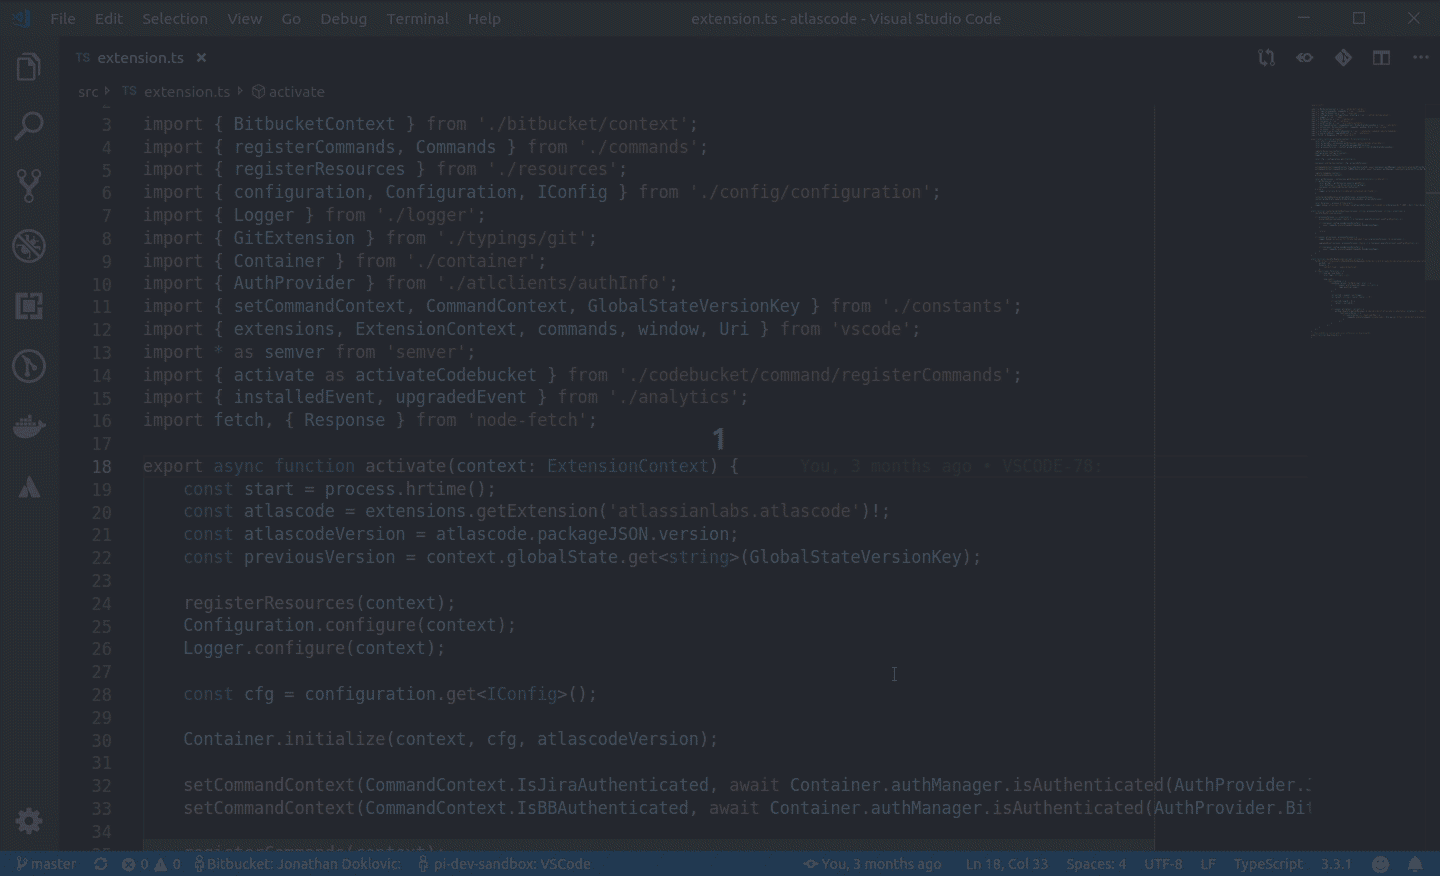 File Edit Selection View Go Debug Terminal Help extension.ts - atlascode - Visual Studio Code
TS extension.ts ×
src TS extension.ts activate
3 import { BitbucketContext } from './bitbucket/context';
4 import { registerCommands, Commands } from './commands';
5 import { registerResources } from './resources';
6 import { configuration, Configuration, IConfig } from './config/configuration';
7 import { Logger } from './logger';
8 import { GitExtension } from './typings/git';
9 import { Container } from './container';
10 import { AuthProvider } from './atlclients/authInfo';
11 import { setCommandContext, CommandContext, GlobalStateVersionKey } from './constants';
12 import { extensions, ExtensionContext, commands, window, Uri } from 'vscode';
13 import * as semver from 'semver';
14 import { activate as activateCodebucket } from './codebucket/command/registerCommands';
15 import { installedEvent, upgradedEvent } from './analytics';
16 import fetch, { Response } from 'node-fetch';
17
1
18 export async function activate(context: ExtensionContext) { You, 3 months ago • VSCODE-78:
19 const start = process.hrtime();
20 const atlascode = extensions.getExtension('atlassianlabs.atlascode')!;
21 const atlascodeVersion = atlascode.packageJSON.version;
22 const previousVersion = context.globalState.get<string>(GlobalStateVersionKey);
23
24 registerResources(context);
25 Configuration.configure(context);
26 Logger.configure(context);
27
28 const cfg = configuration.get<IConfig>();
29
30 Container.initialize(context, cfg, atlascodeVersion);
31
32 setCommandContext(CommandContext.IsJiraAuthenticated, await Container.authManager.isAuthenticated(AuthProvider.
33 setCommandContext(CommandContext.IsBBAuthenticated, await Container.authManager.isAuthenticated(AuthProvider.Bit
34
registerCommands(context);
master 0 0 Bitbucket: Jonathan Doklovic: pi-dev-sandbox: VSCode You, 3 months ago Ln 18, Col 33 Spaces: 4 UTF-8 LF TypeScript 3.3.1